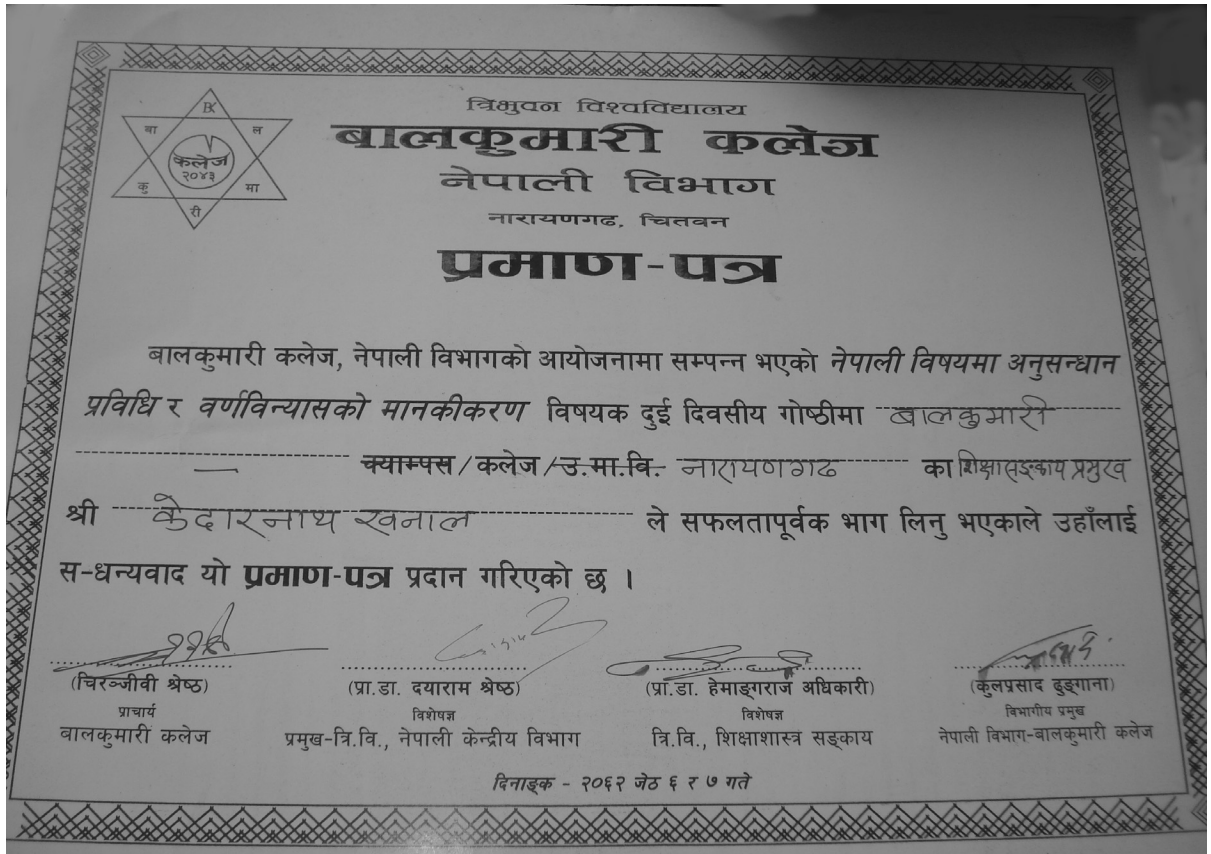 BK
बा ल
कलेज
२०४३
कु मा
री
त्रिभुवन विश्वविद्यालय
बालकुमारी कलेज
नेपाली विभाग
नारायणगढ, चितवन
प्रमाण-पत्र
बालकुमारी कलेज, नेपाली विभागको आयोजनामा सम्पन्न भएको नेपाली विषयमा अनुसन्धान
प्रविधि र वर्णविन्यासको मानकीकरण विषयक दुई दिवसीय गोष्ठीमा बालकुमारी
क्याम्पस/कलेज/उ.मा.वि. नारायणगढ का शिक्षासङ्काय प्रमुख
श्री केदारनाथ खनाल ले सफलतापूर्वक भाग लिनु भएकाले उहाँलाई
स-धन्यवाद यो प्रमाण-पत्र प्रदान गरिएको छ ।
(चिरञ्जीवी श्रेष्ठ) (प्रा.डा. दयाराम श्रेष्ठ) (प्रा.डा. हेमाङ्गराज अधिकारी) (कुलप्रसाद ढुङ्गाना)
प्राचार्य विशेषज्ञ विशेषज्ञ विभागीय प्रमुख
बालकुमारी कलेज प्रमुख-त्रि.वि., नेपाली केन्द्रीय विभाग त्रि.वि., शिक्षाशास्त्र सङ्काय नेपाली विभाग-बालकुमारी कलेज
दिनाङ्क - २०६२ जेठ ६ र ७ गते